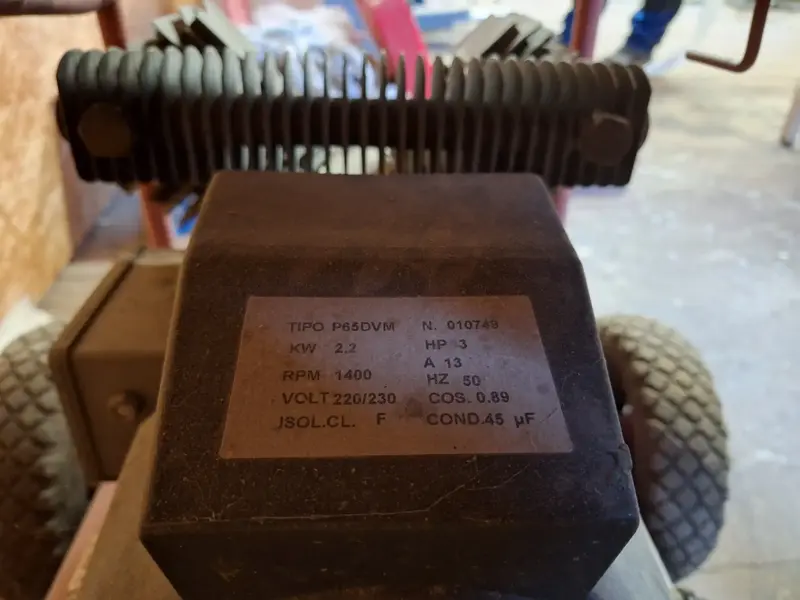 TIPO P65DVM N. 010749
KW 2,2 HP 3
A 13
RPM 1400 HZ 50
VOLT 220/230 COS. 0.89
ISOL.CL. F COND.45 µF